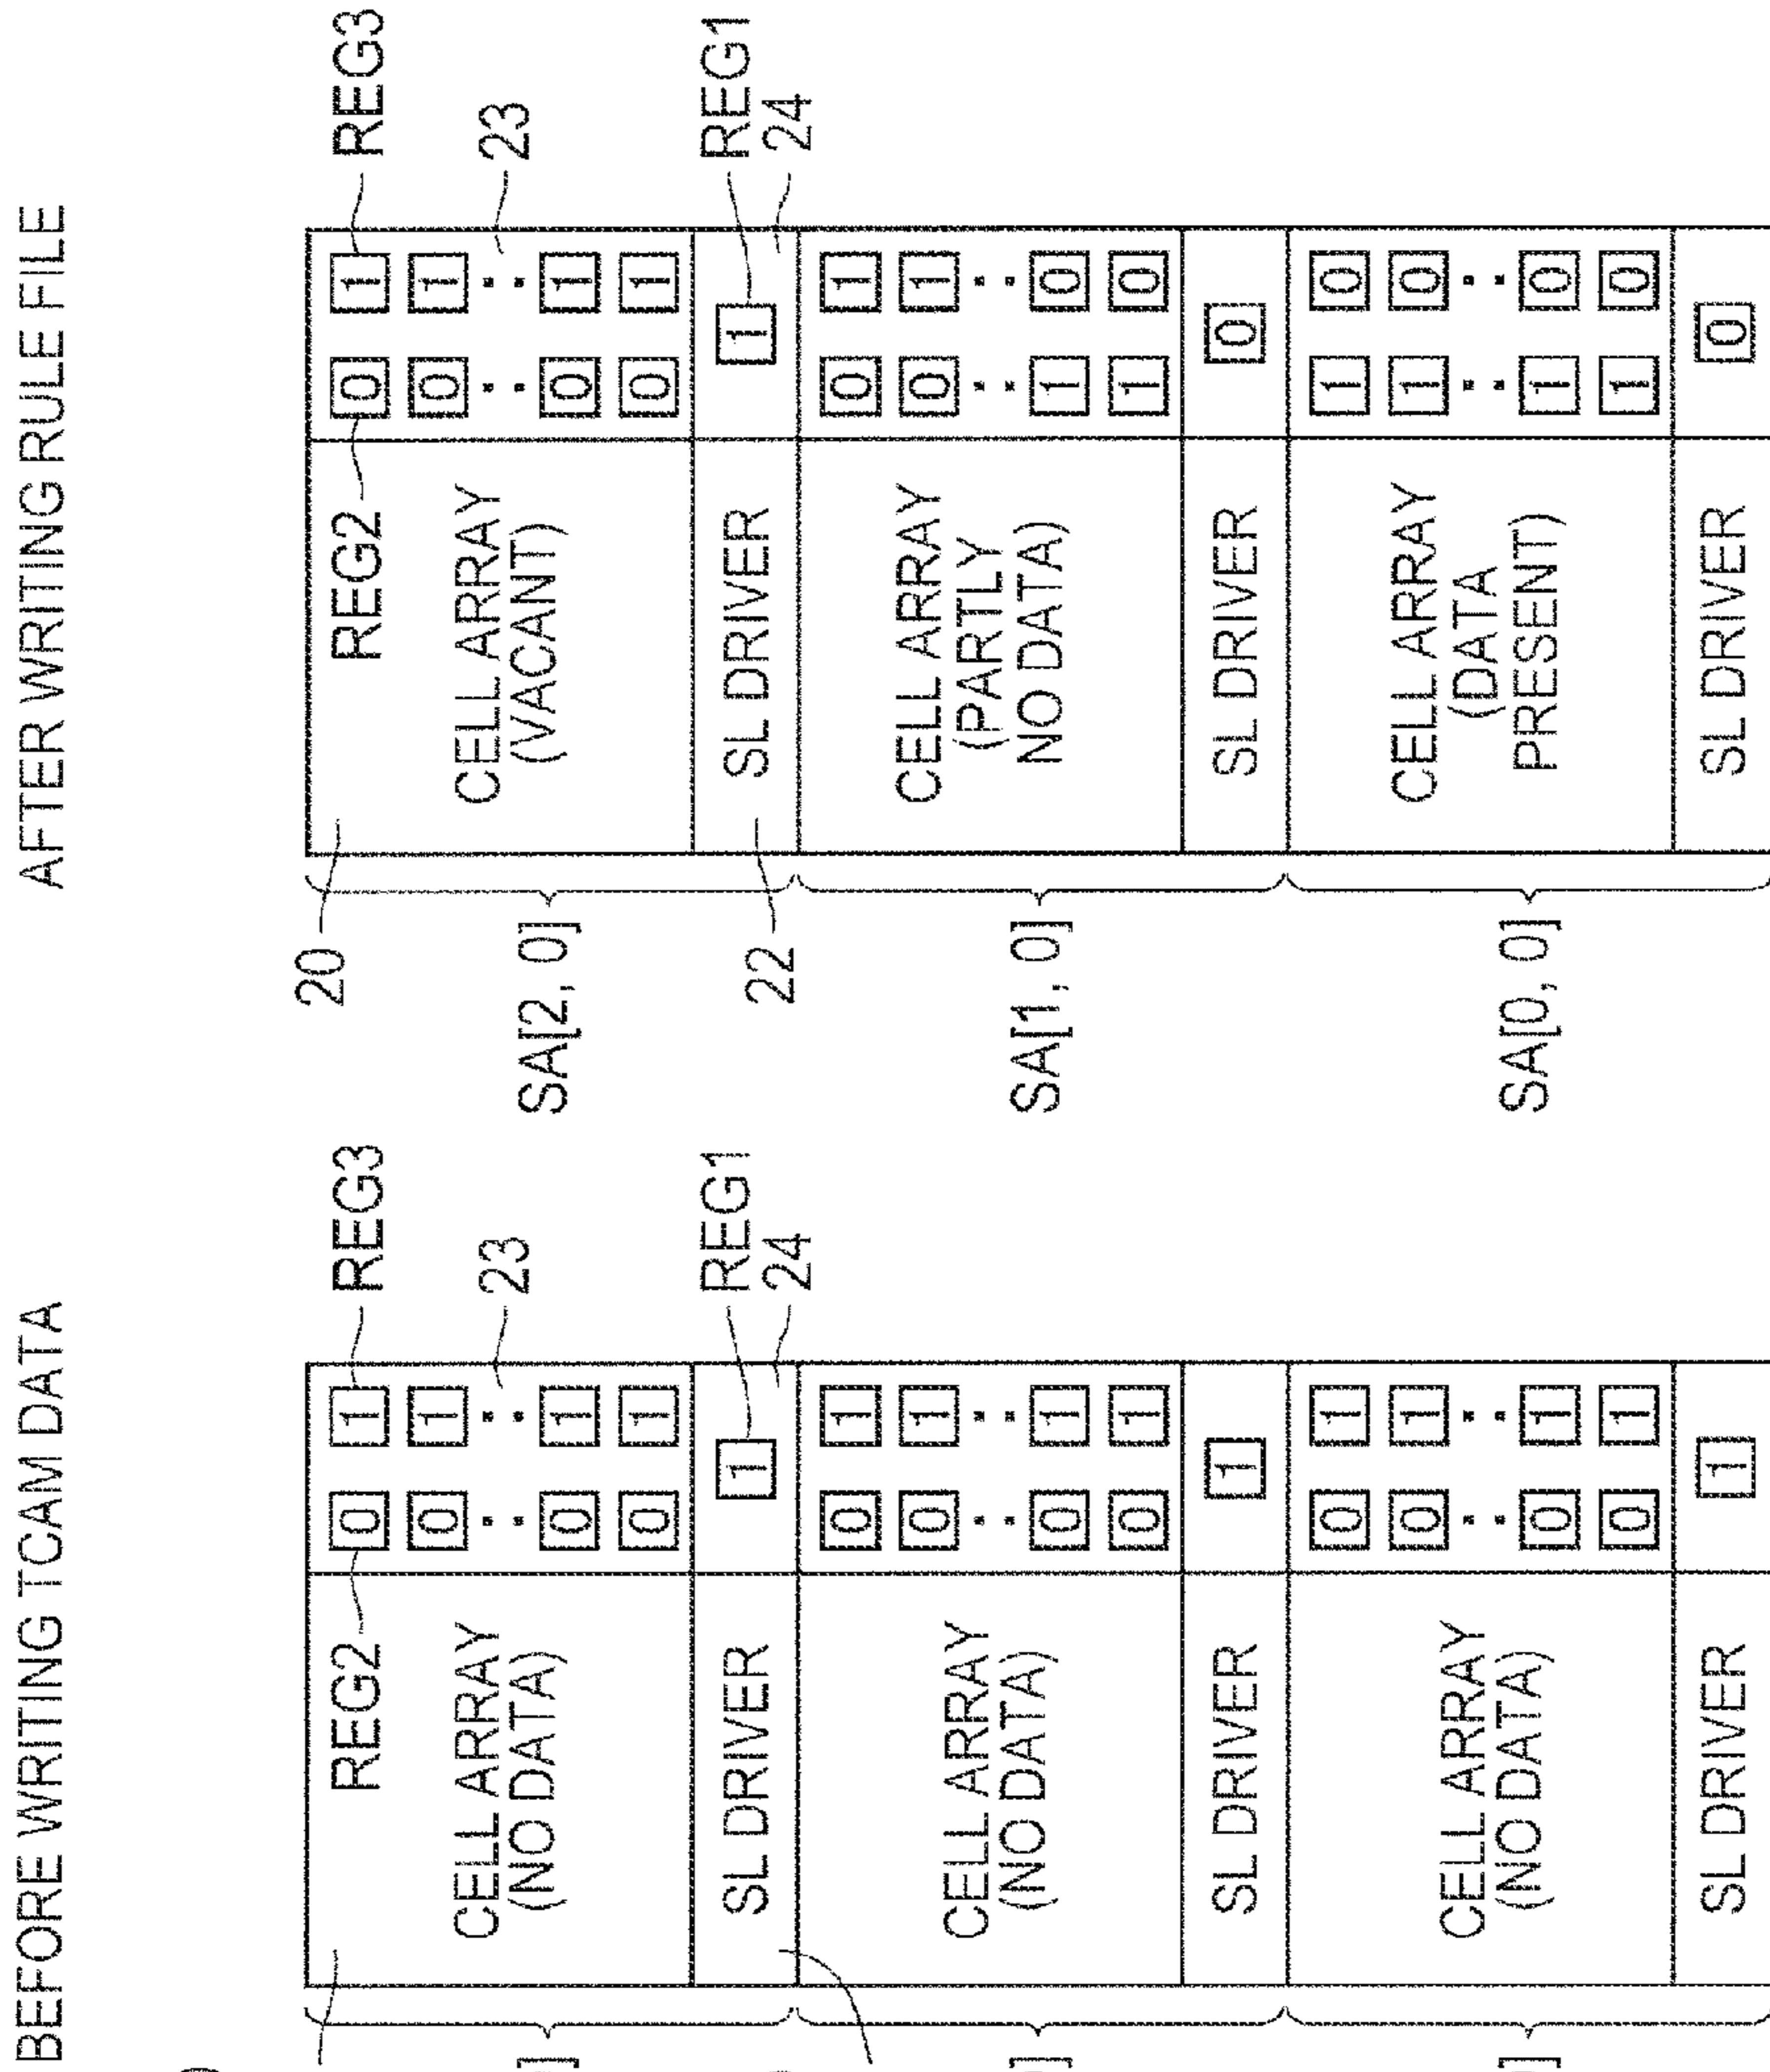 BEFORE WRITING TCAM DATA
REG2 0 1 REG3
CELL ARRAY
(NO DATA)
0 1
23
0 1
0 1
SL DRIVER
1
REG1
24
CELL ARRAY
(NO DATA)
0 1
0 1
0 1
0 1
SL DRIVER
1
CELL ARRAY
(NO DATA)
0 1
0 1
0 1
0 1
SL DRIVER
1
AFTER WRITING RULE FILE
20
REG2 0 1 REG3
SA[2, 0]
CELL ARRAY
(VACANT)
0 1
23
0 1
0 1
22
SL DRIVER
1
REG1
24
SA[1, 0]
CELL ARRAY
(PARTLY
NO DATA)
0 1
0 1
1 0
1 0
SL DRIVER
0
SA[0, 0]
CELL ARRAY
(DATA
PRESENT)
1 0
1 0
1 0
1 0
SL DRIVER
0